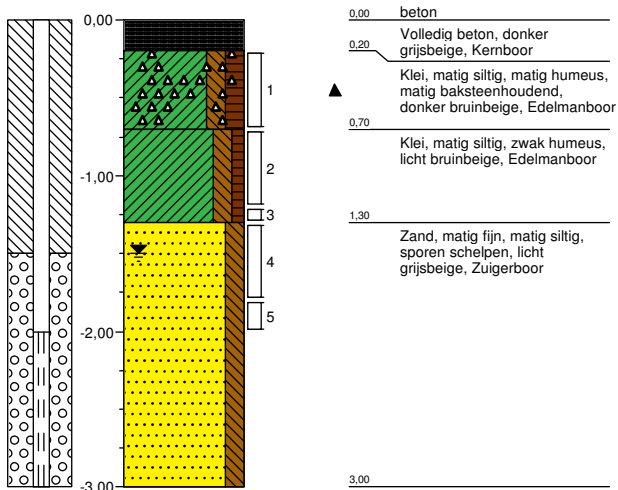 0,00
-1,00
-2,00
-3,00
1
2
3
4
5
0,00 beton
Volledig beton, donker
grijsbeige, Kernboor
0,20
Klei, matig siltig, matig humeus,
matig baksteenhoudend,
donker bruinbeige, Edelmanboor
0,70
Klei, matig siltig, zwak humeus,
licht bruinbeige, Edelmanboor
1,30
Zand, matig fijn, matig siltig,
sporen schelpen, licht
grijsbeige, Zuigerboor
3,00